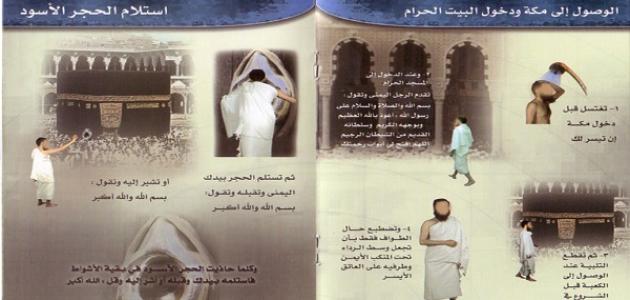 الوصول إلى مكة ودخول البيت الحرام
١- تغتسل قبل
دخول مكة
إن تيسر لك
٢- وعند الدخول إلى
المسجد الحرام
تقدم الرجل اليمنى وتقول:
بسم الله والصلاة والسلام على
رسول الله، أعوذ بالله العظيم
وبوجهه الكريم وسلطانه
القديم من الشيطان الرجيم
اللهم افتح لي أبواب رحمتك
٣- ثم تقطع
التلبية عند
الوصول إلى
الكعبة قبل
الشروع في
٤- وتضطبع حال
الطواف فقط بأن
تجعل وسط الرداء
تحت المنكب الأيمن
وطرفيه على العاتق
الأيسر
استلام الحجر الأسود
ثم تستلم الحجر بيدك
اليمنى وتقبله وتقول:
بسم الله والله أكبر
أو تشير إليه وتقول:
بسم الله والله أكبر
وكلما حاذيت الحجر الأسود في بقية الأشواط
فاستلمه بيدك وقبله أو أشر إليه وقل: الله أكبر